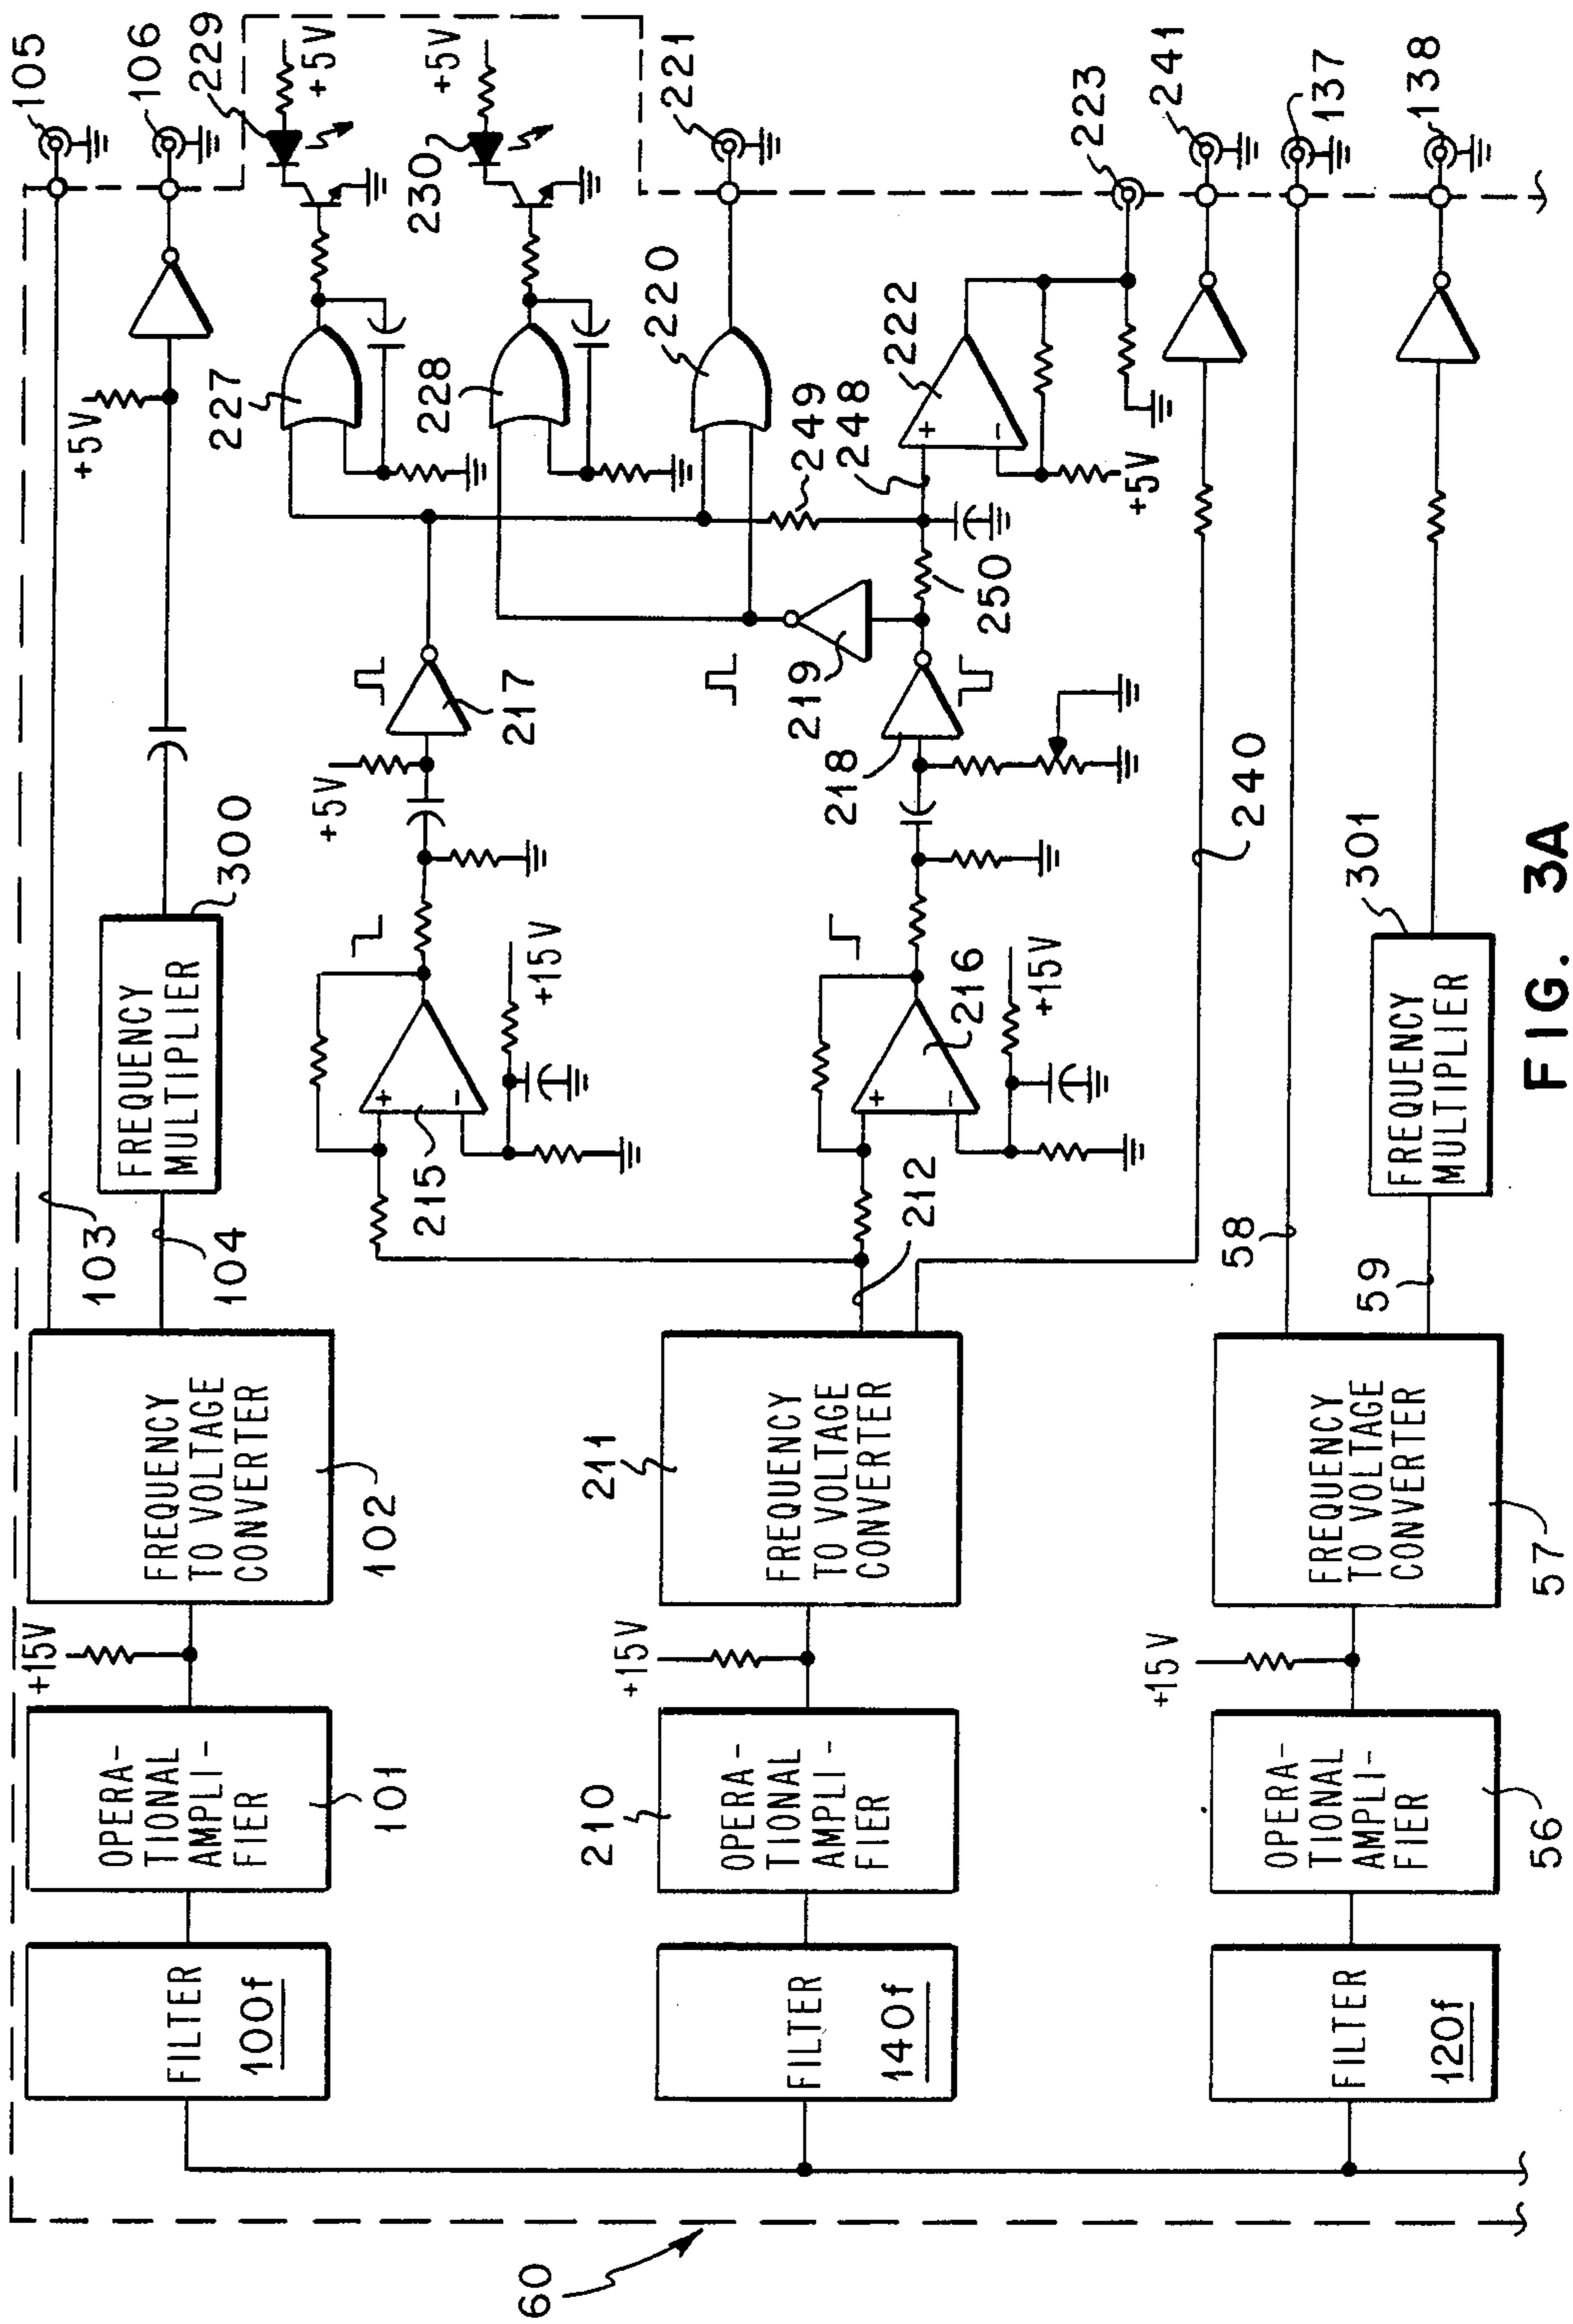 60
FILTER
100f
OPERA-
TIONAL
AMPLI-
FIER
101
+15V
FREQUENCY
TO VOLTAGE
CONVERTER
102
103
104
FREQUENCY
MULTIPLIER
300
+5V
105
106
FILTER
140f
OPERA-
TIONAL
AMPLI-
FIER
210
+15V
FREQUENCY
TO VOLTAGE
CONVERTER
211
212
+
-
215
+15V
+5V
217
227
229
+5V
228
230
+5V
220
221
+
-
216
+15V
218
219
250
249
248
+
-
222
+5V
223
240
241
FILTER
120f
OPERA-
TIONAL
AMPLI-
FIER
56
+15V
FREQUENCY
TO VOLTAGE
CONVERTER
57
58
59
FREQUENCY
MULTIPLIER
301
137
138
FIG. 3A